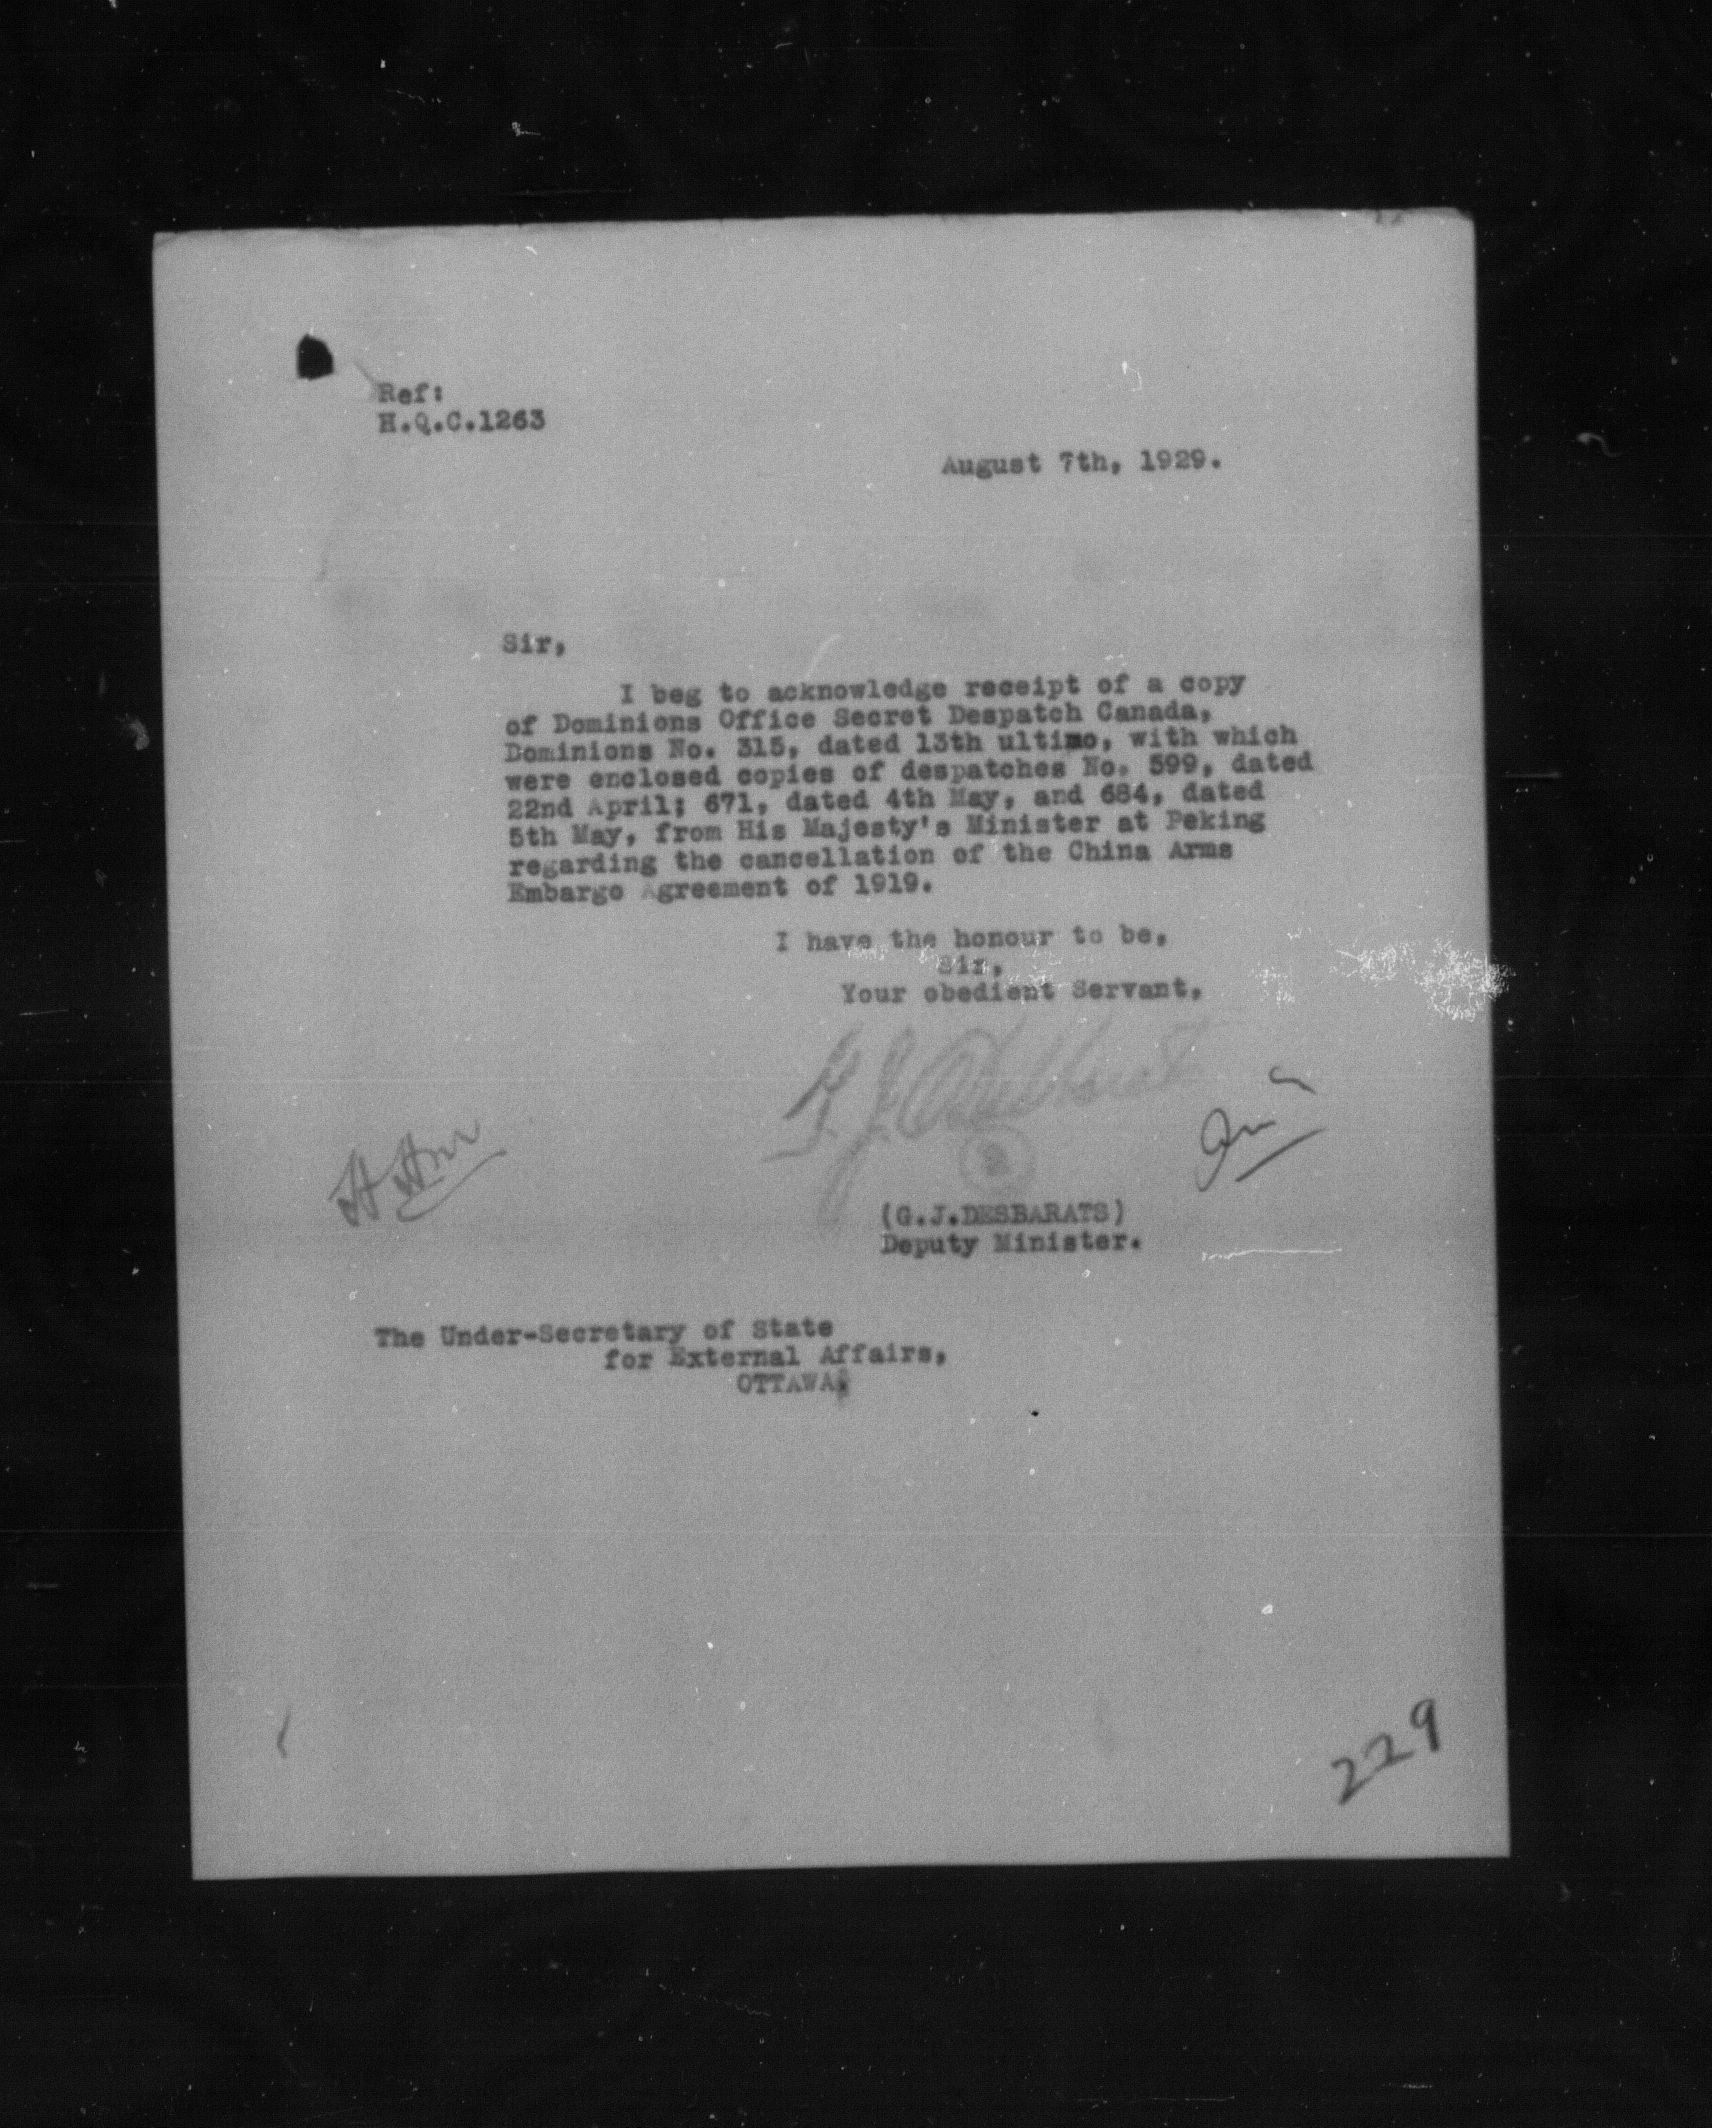 Ref:
H.Q.C.1263
August 7th, 1929.
Sir,
I beg to acknowledge receipt of a copy
of Dominions Office Secret Despatch Canada,
Dominions No. 315, dated 13th ultimo, with which
were enclosed copies of despatches No. 599, dated
22nd April; 671, dated 4th May, and 684, dated
5th May, from His Majesty's Minister at Peking
regarding the cancellation of the China Arms
Embargo Agreement of 1919.
I have the honour to be,
Sir,
Your obedient Servant,
G J Desbarats
(G.J.DESBARATS)
Deputy Minister.
The Under-Secretary of State
for External Affairs,
OTTAWA.
229